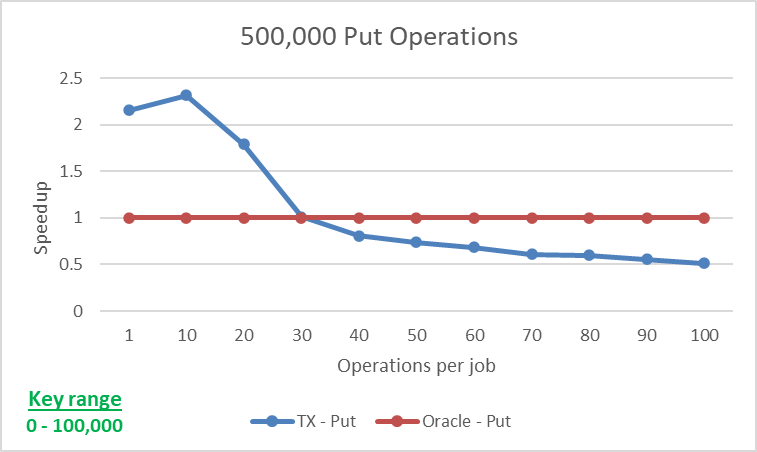 500,000 Put Operations
2.5
2
1.5
1
0.5
0
Speedup
1 10 20 30 40 50 60 70 80 90 100
Operations per job
Key range
0 - 100,000
TX - Put Oracle - Put